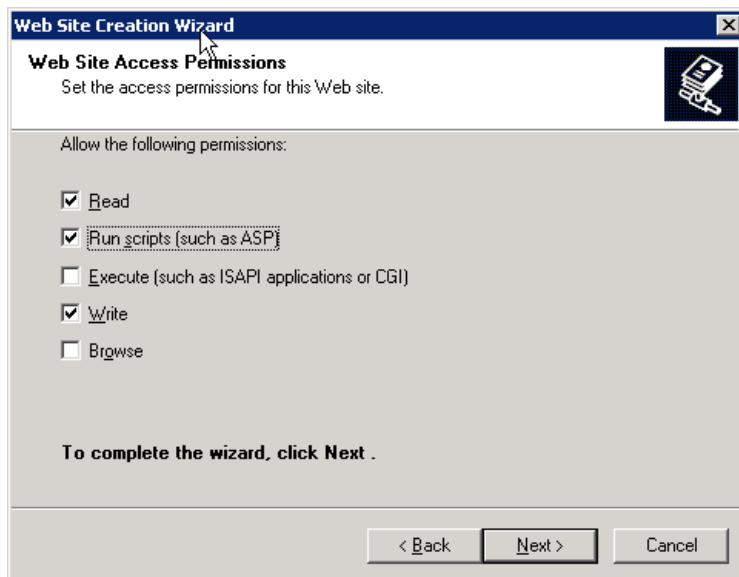 Web Site Creation Wizard
Web Site Access Permissions
Set the access permissions for this Web site.
Allow the following permissions:
Read
Run scripts (such as ASP)
Execute (such as ISAPI applications or CGI)
Write
Browse
To complete the wizard, click Next .
< Back Next > Cancel